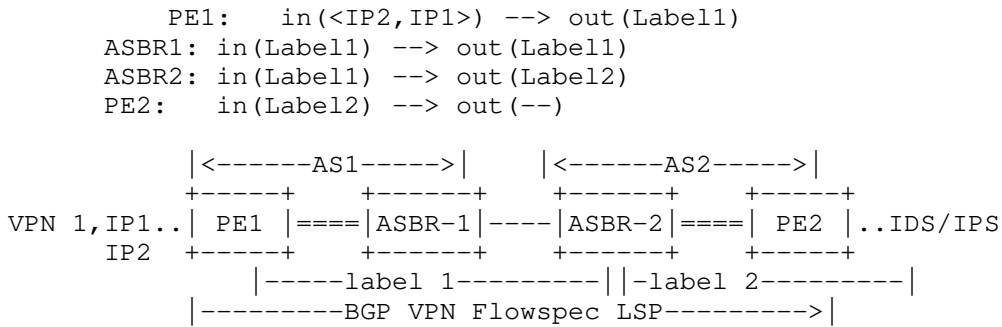 PE1:   in(<IP2,IP1>) --> out(Label1)
ASBR1: in(Label1) --> out(Label1)
ASBR2: in(Label1) --> out(Label2)
PE2:   in(Label2) --> out(--)
|<------AS1----->|    |<------AS2----->|
+-----+    +------+    +------+    +-----+
VPN 1,IP1..| PE1 |====|ASBR-1|----|ASBR-2|====| PE2 |..IDS/IPS
IP2  +-----+    +------+    +------+    +-----+
|-----label 1---------||-label 2---------|
|---------BGP VPN Flowspec LSP--------->|